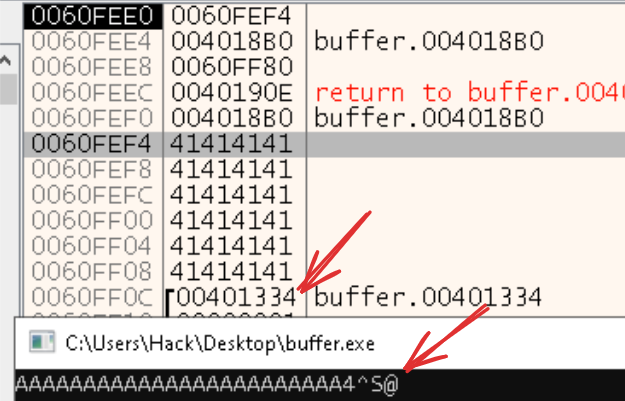 0060FEE0 0060FEF4
0060FEE4 004018B0 buffer.004018B0
0060FEE8 0060FF80
0060FEEC 0040190E return to buffer.004
0060FEF0 004018B0 buffer.004018B0
0060FEF4 41414141
0060FEF8 41414141
0060FEFC 41414141
0060FF00 41414141
0060FF04 41414141
0060FF08 41414141
0060FF0C 00401334 buffer.00401334
C:\Users\Hack\Desktop\buffer.exe
AAAAAAAAAAAAAAAAAAAAAAAA4^S@